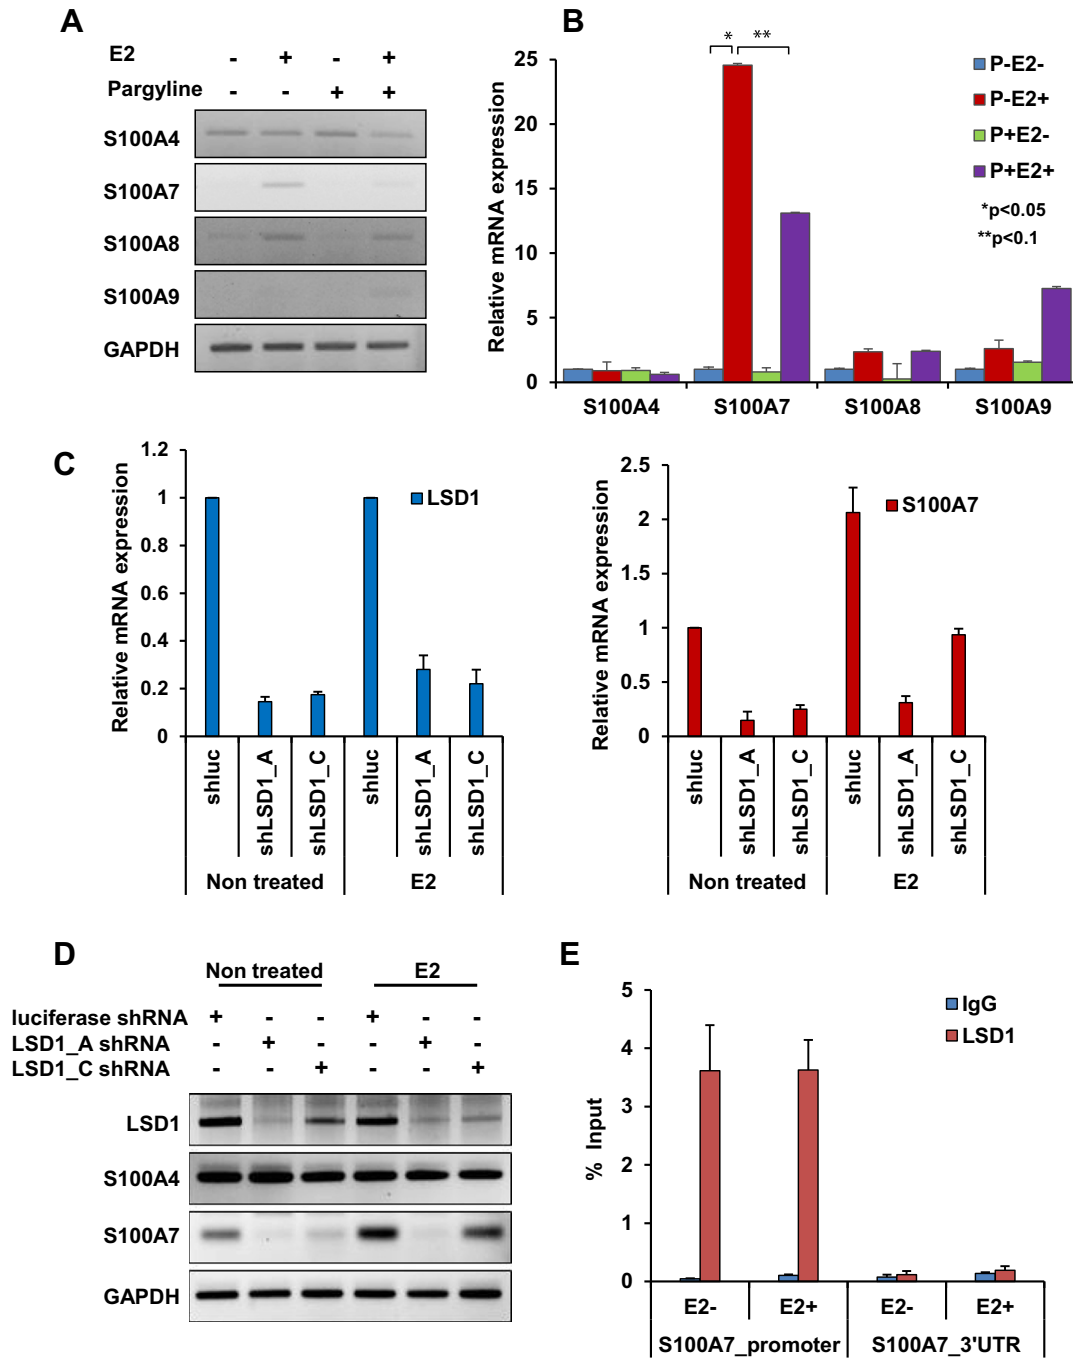 A
E2 - + - +
Pargyline - - + +
S100A4
S100A7
S100A8
S100A9
GAPDH
B
* **
Relative mRNA expression
25
20
15
10
5
0
P-E2-
P-E2+
P+E2-
P+E2+
*p<0.05
**p<0.1
S100A4 S100A7 S100A8 S100A9
C
Relative mRNA expression
1.2
1
0.8
0.6
0.4
0.2
0
LSD1
shluc shLSD1_A shLSD1_C shluc shLSD1_A shLSD1_C
Non treated E2
Relative mRNA expression
2.5
2
1.5
1
0.5
0
S100A7
shluc shLSD1_A shLSD1_C shluc shLSD1_A shLSD1_C
Non treated E2
D
Non treated E2
luciferase shRNA + - - + - -
LSD1_A shRNA - + - - + -
LSD1_C shRNA - - + - - +
LSD1
S100A4
S100A7
GAPDH
E
% Input
5
4
3
2
1
0
IgG
LSD1
E2- E2+ E2- E2+
S100A7_promoter S100A7_3'UTR